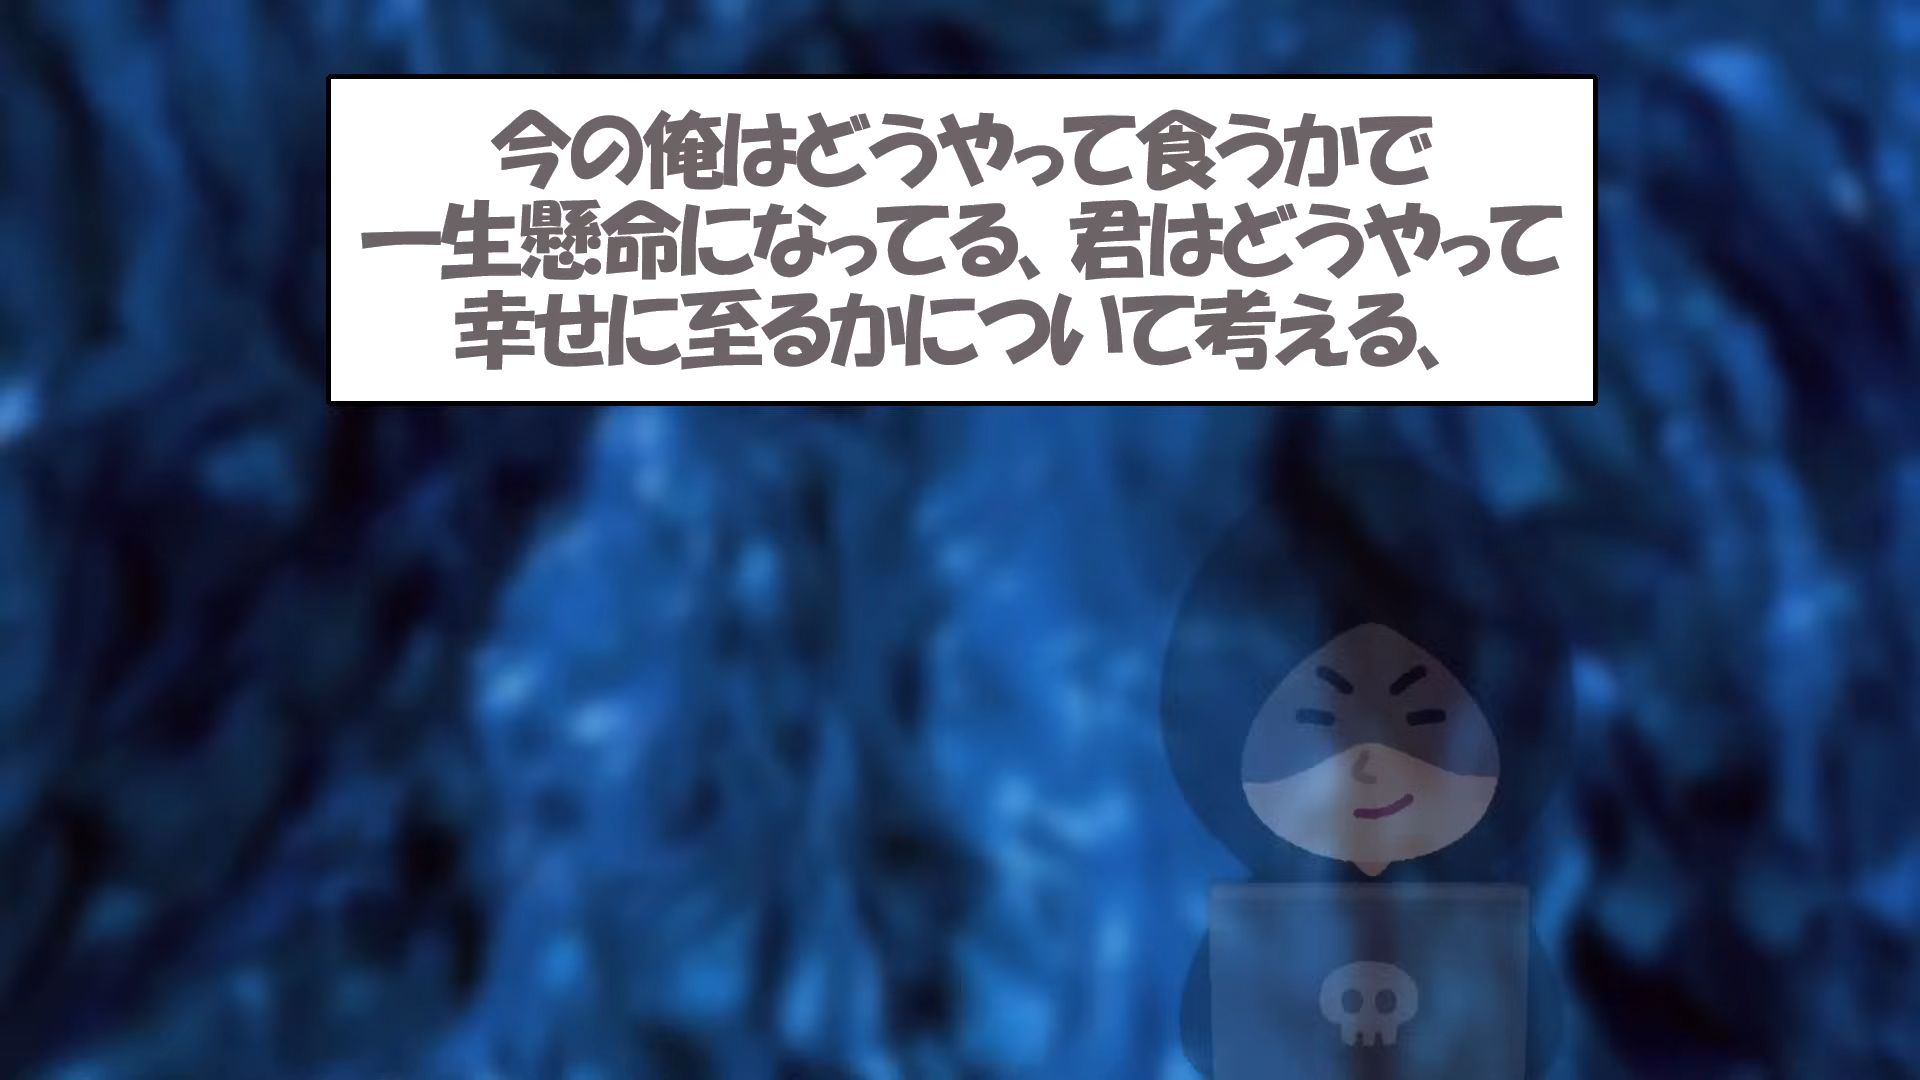 今の俺はどうやって食うかで
一生懸命になってる、君はどうやって
幸せに至るかについて考える、